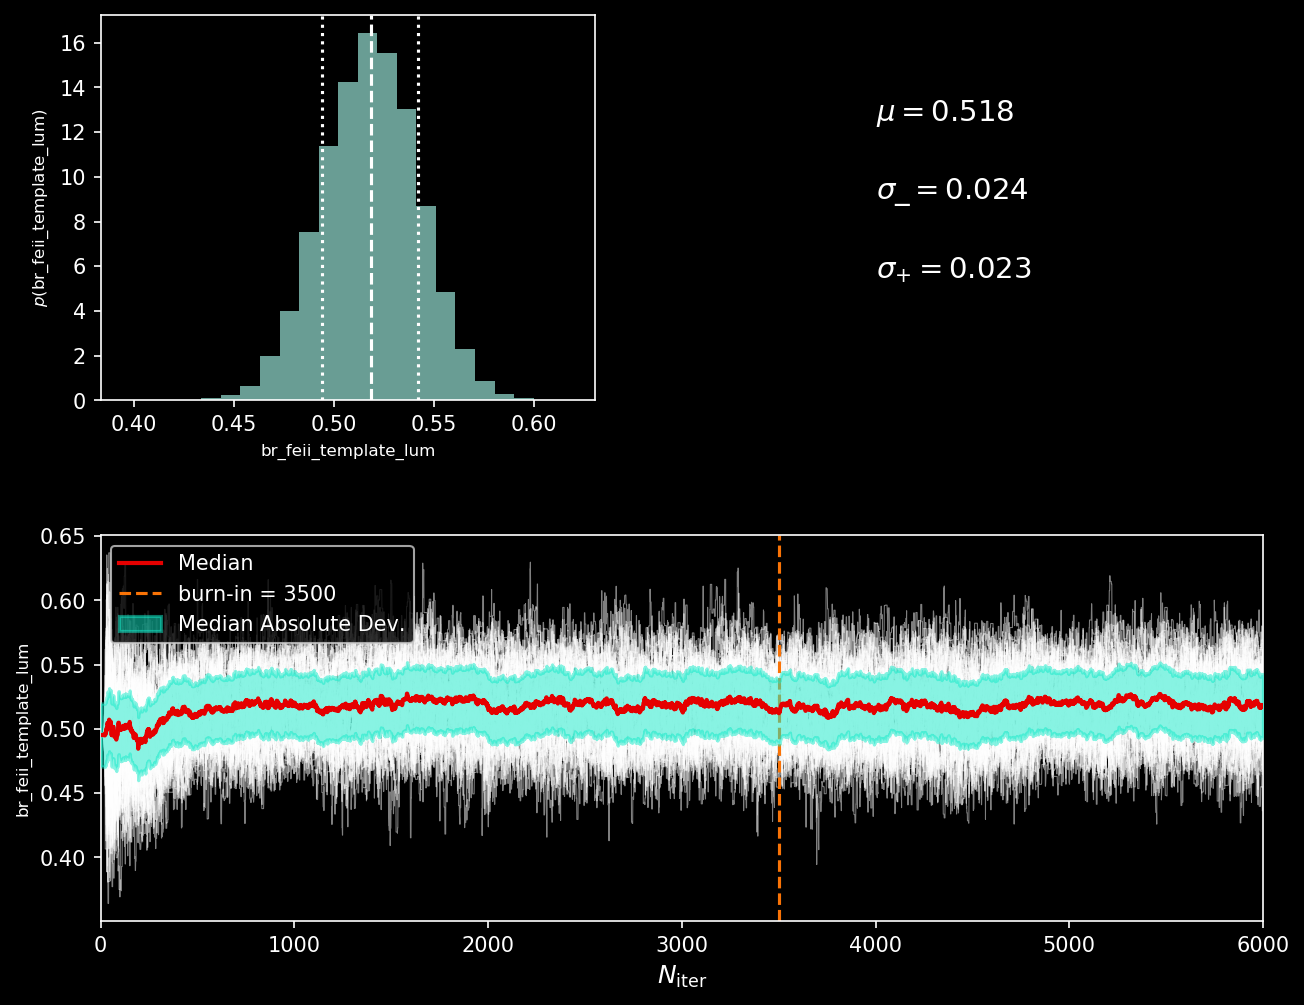 16
14
12
10
8
6
4
2
0
p(br_feii_template_lum)
0.40 0.45 0.50 0.55 0.60
br_feii_template_lum
μ = 0.518
σ_− = 0.024
σ_+ = 0.023
0.65
0.60
0.55
0.50
0.45
0.40
br_feii_template_lum
Median
burn-in = 3500
Median Absolute Dev.
0 1000 2000 3000 4000 5000 6000
N_iter